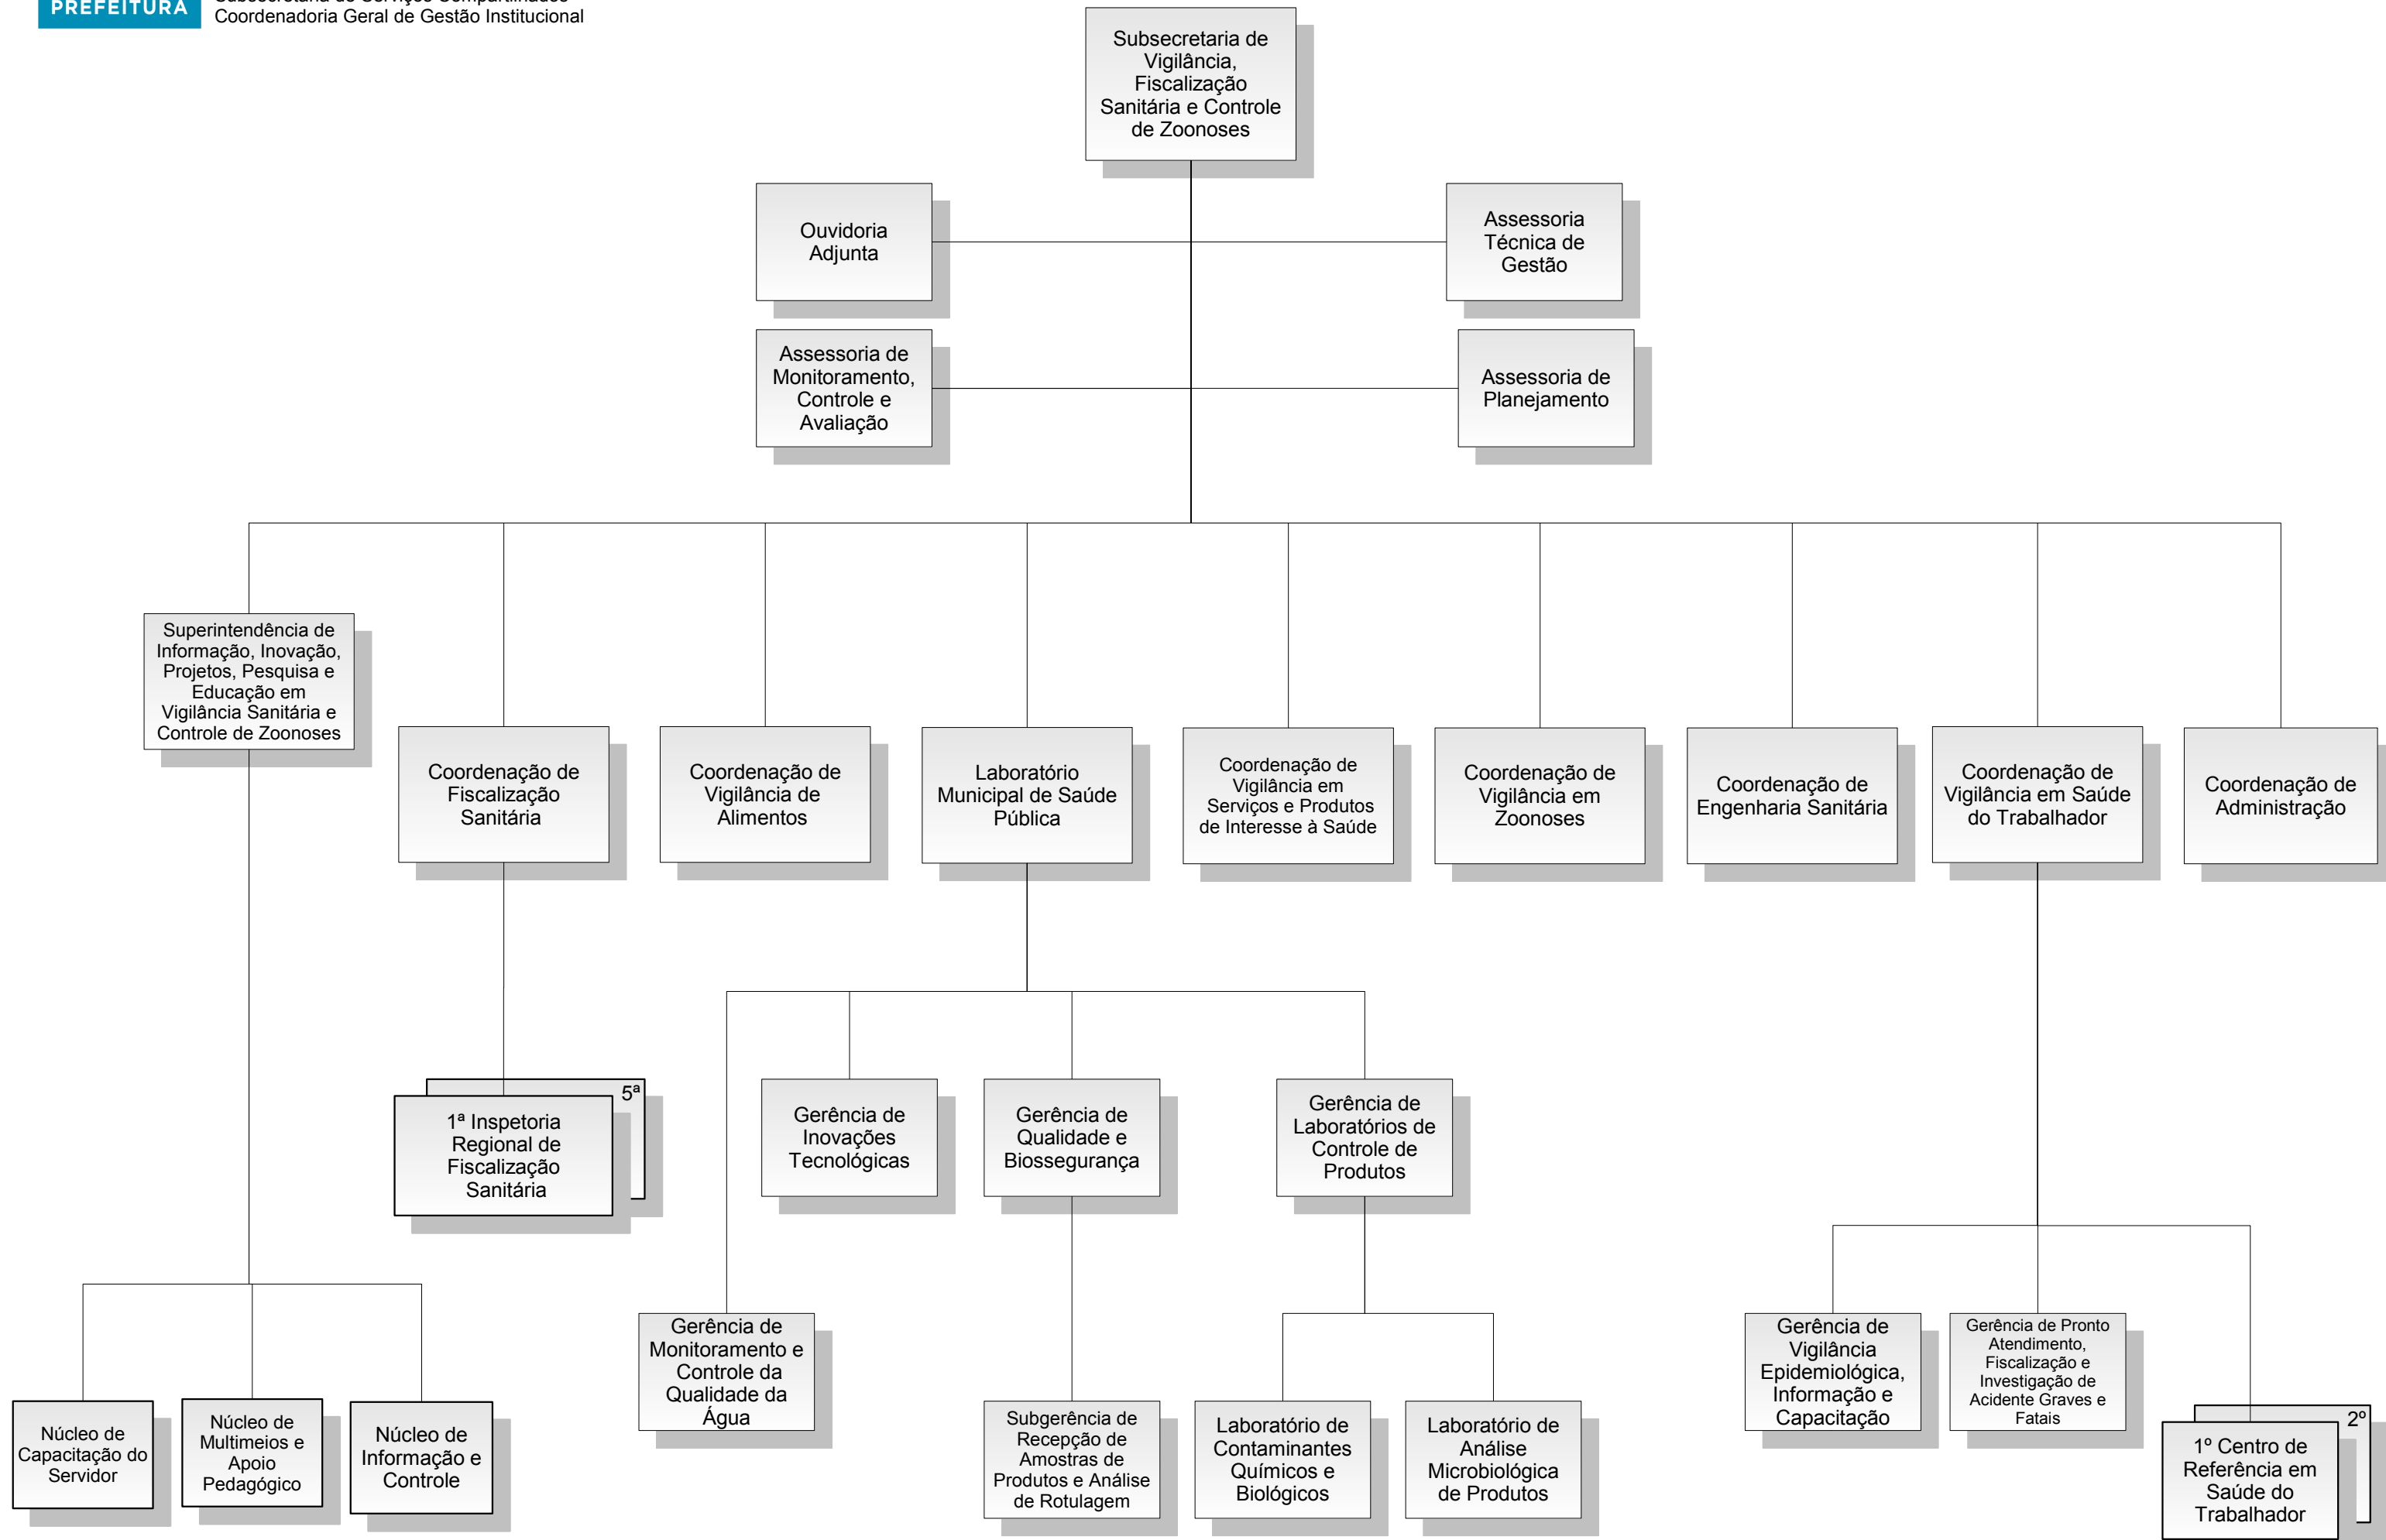 PREFEITURA
Subsecretaria de Serviços Compartilhados
Coordenadoria Geral de Gestão Institucional
Subsecretaria de
Vigilância,
Fiscalização
Sanitária e Controle
de Zoonoses
Ouvidoria
Adjunta
Assessoria
Técnica de
Gestão
Assessoria de
Monitoramento,
Controle e
Avaliação
Assessoria de
Planejamento
Superintendência de
Informação, Inovação,
Projetos, Pesquisa e
Educação em
Vigilância Sanitária e
Controle de Zoonoses
Coordenação de
Fiscalização
Sanitária
Coordenação de
Vigilância de
Alimentos
Laboratório
Municipal de Saúde
Pública
Coordenação de
Vigilância em
Serviços e Produtos
de Interesse à Saúde
Coordenação de
Vigilância em
Zoonoses
Coordenação de
Engenharia Sanitária
Coordenação de
Vigilância em Saúde
do Trabalhador
Coordenação de
Administração
5ª
1ª Inspetoria
Regional de
Fiscalização
Sanitária
Gerência de
Inovações
Tecnológicas
Gerência de
Qualidade e
Biossegurança
Gerência de
Laboratórios de
Controle de
Produtos
Gerência de
Monitoramento e
Controle da
Qualidade da
Água
Gerência de
Vigilância
Epidemiológica,
Informação e
Capacitação
Gerência de Pronto
Atendimento,
Fiscalização e
Investigação de
Acidente Graves e
Fatais
Núcleo de
Capacitação do
Servidor
Núcleo de
Multimeios e
Apoio
Pedagógico
Núcleo de
Informação e
Controle
Subgerência de
Recepção de
Amostras de
Produtos e Análise
de Rotulagem
Laboratório de
Contaminantes
Químicos e
Biológicos
Laboratório de
Análise
Microbiológica
de Produtos
2º
1º Centro de
Referência em
Saúde do
Trabalhador